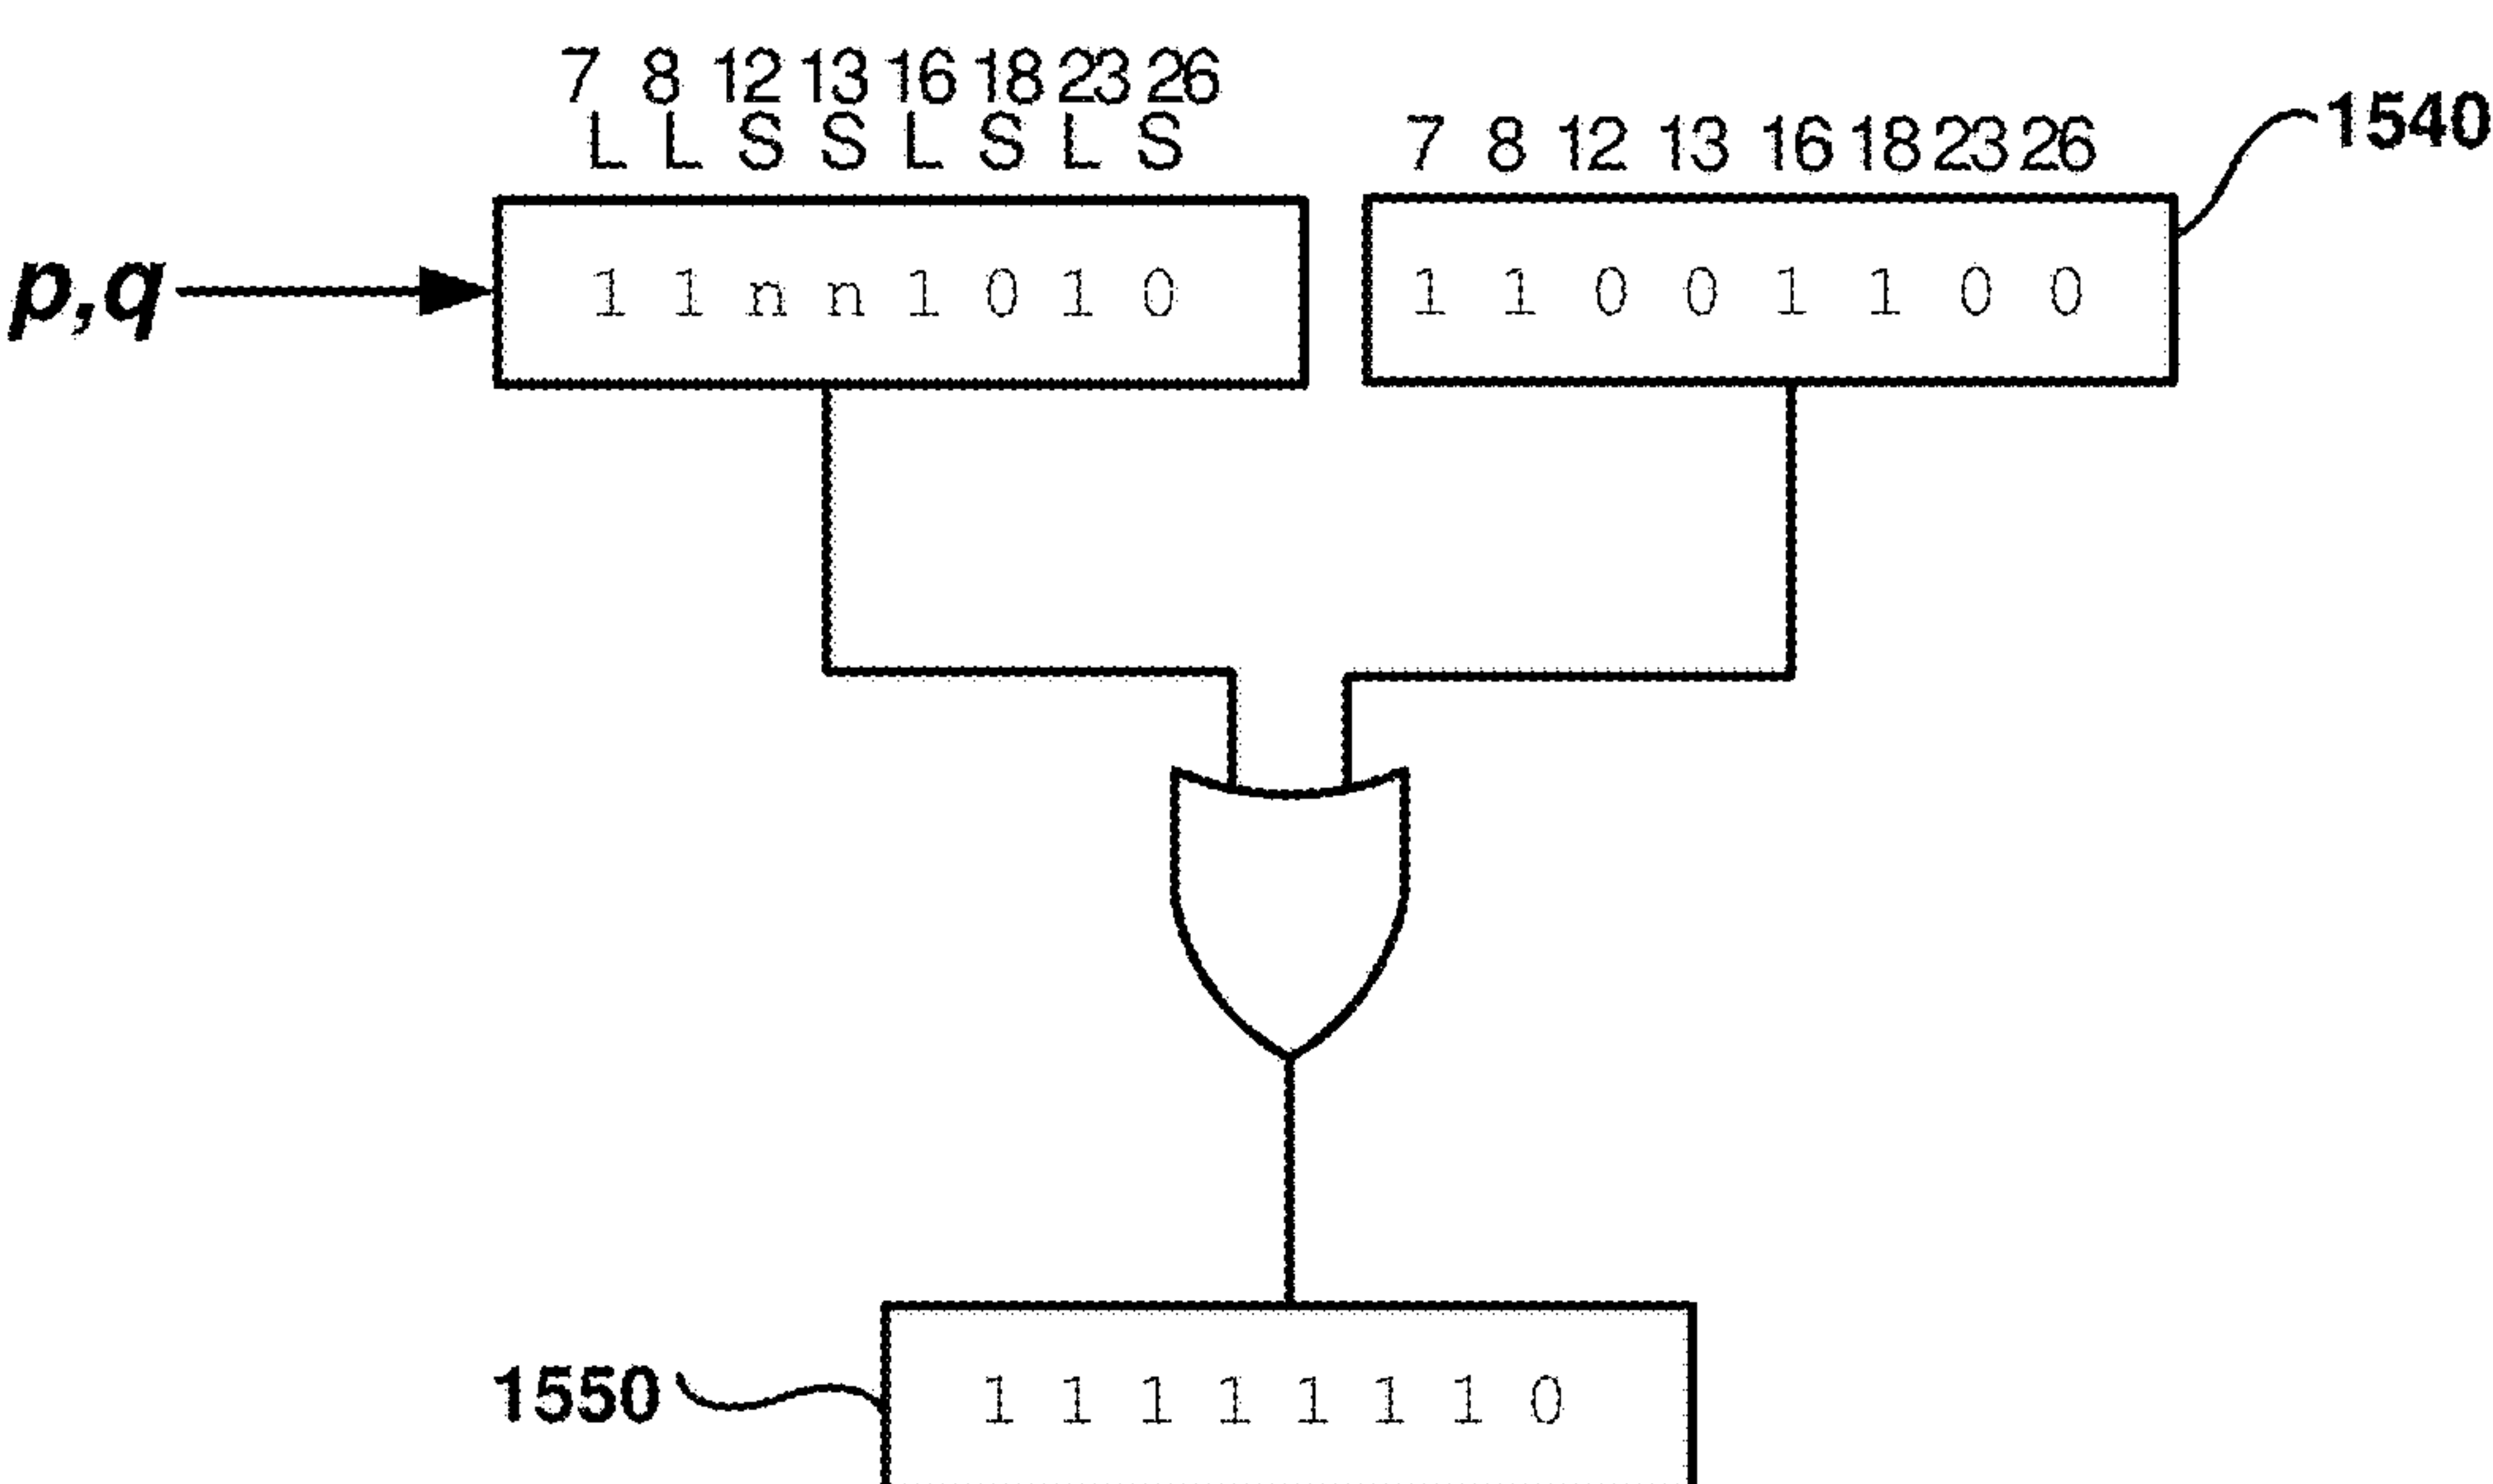 7 8 12 13 16 18 23 26
L L S S L S L S
7 8 12 13 16 18 23 26
1540
p,q
1 1 n n 1 0 1 0
1 1 0 0 1 1 0 0
1550
1 1 1 1 1 1 1 0